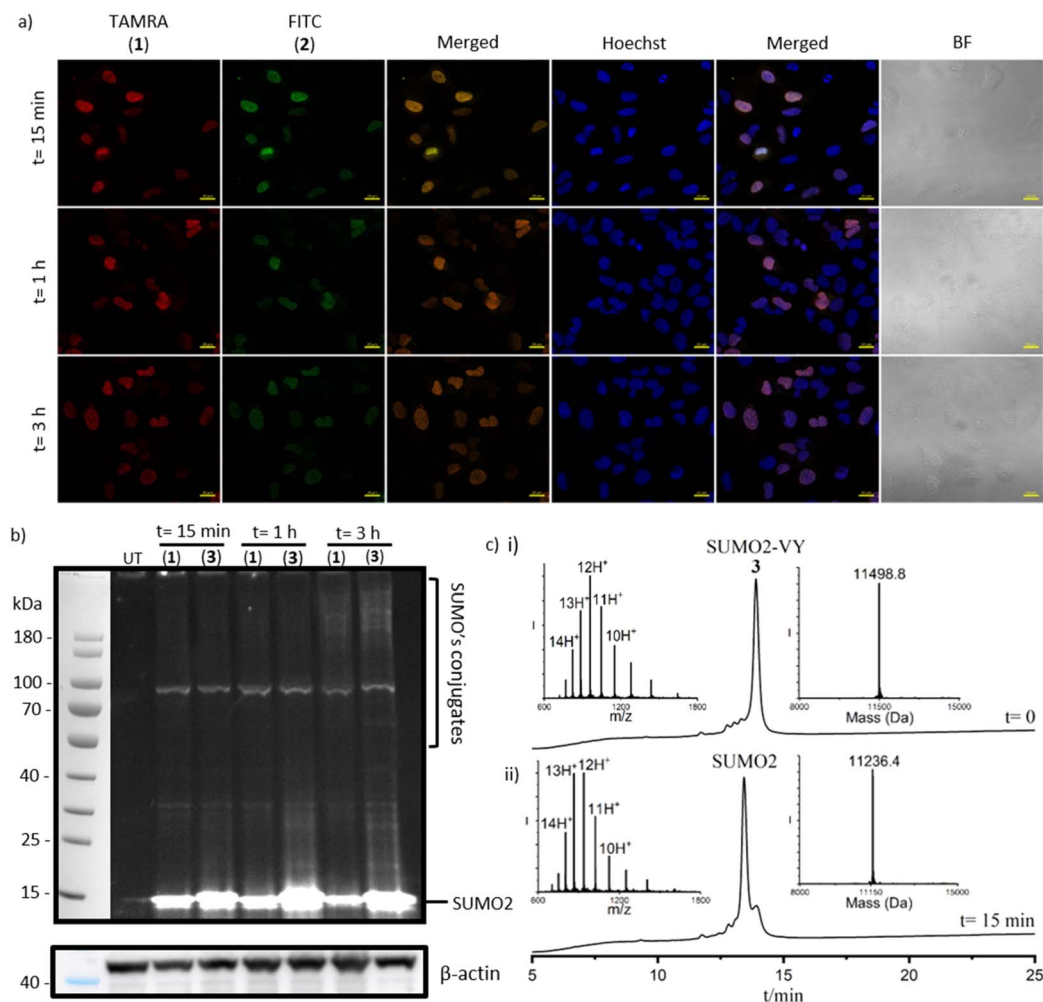 a)
TAMRA
(1)
FITC
(2)
Merged
Hoechst
Merged
BF
t= 15 min
t= 1 h
t= 3 h
b)
t= 15 min t= 1 h t= 3 h
UT (1) (3) (1) (3) (1) (3)
kDa
180 -
100 -
70 -
40 -
25 -
15 -
SUMO's conjugates
SUMO2
40 -
β-actin
c) i)
SUMO2-VY
3
12H+
13H+
11H+
14H+
10H+
I
600 1200 1800
m/z
11498.8
I
8000 11500 15000
Mass (Da)
t= 0
ii)
SUMO2
13H+ 12H+
11H+
14H+
10H+
I
600 1200 1800
m/z
11236.4
I
8000 11150 15000
Mass (Da)
t= 15 min
5 10 15 20 25
t/min